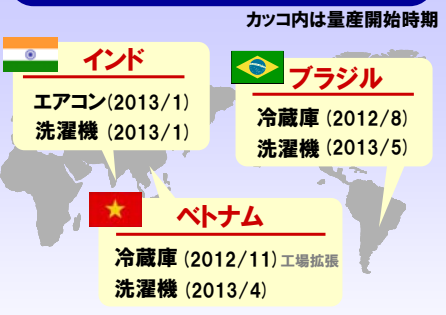 カッコ内は量産開始時期
インド
エアコン(2013/1)
洗濯機 (2013/1)
ブラジル
冷蔵庫 (2012/8)
洗濯機 (2013/5)
ベトナム
冷蔵庫 (2012/11) 工場拡張
洗濯機 (2013/4)